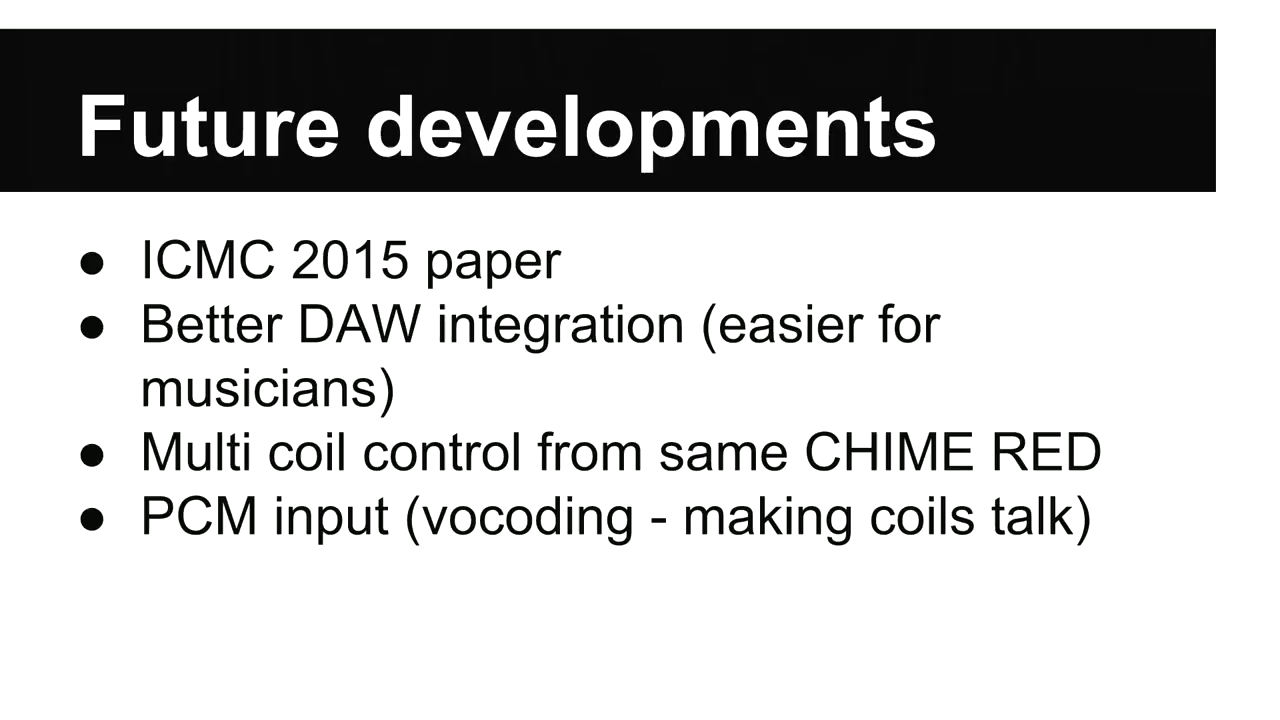 Future developments
● ICMC 2015 paper
● Better DAW integration (easier for
musicians)
● Multi coil control from same CHIME RED
● PCM input (vocoding - making coils talk)